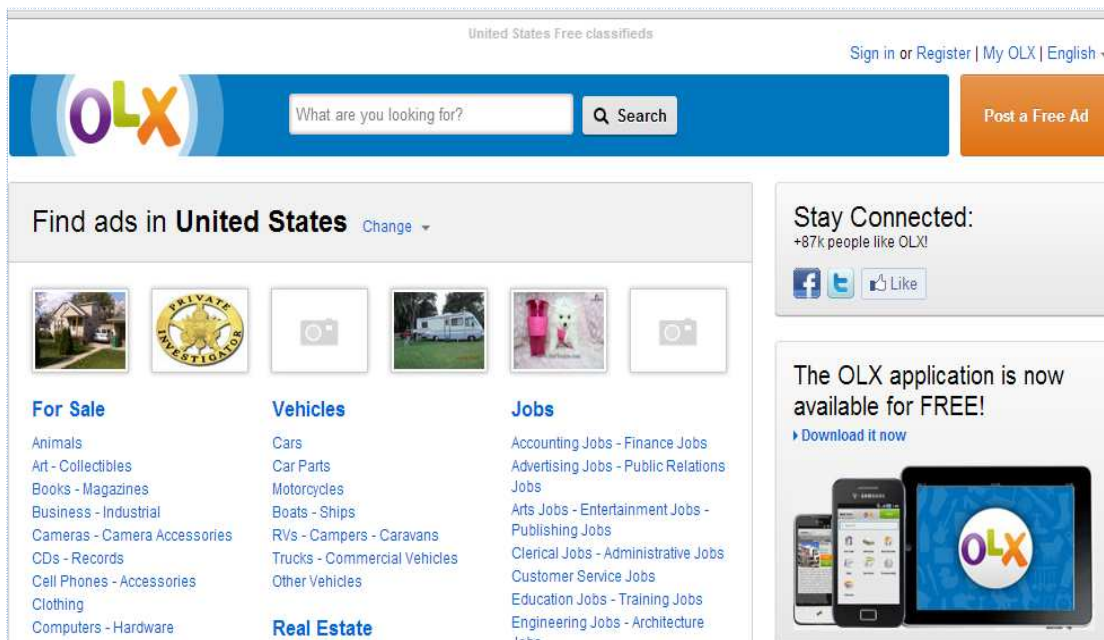 United States Free classifieds
Sign in or Register | My OLX | English
OLX
What are you looking for?
Search
Post a Free Ad
Find ads in United States Change
Stay Connected:
+87k people like OLX!
Like
PRIVATE
INVESTIGATOR
The OLX application is now
available for FREE!
Download it now
SAMSUNG
OLX
For Sale
Animals
Art - Collectibles
Books - Magazines
Business - Industrial
Cameras - Camera Accessories
CDs - Records
Cell Phones - Accessories
Clothing
Computers - Hardware
Vehicles
Cars
Car Parts
Motorcycles
Boats - Ships
RVs - Campers - Caravans
Trucks - Commercial Vehicles
Other Vehicles
Real Estate
Jobs
Accounting Jobs - Finance Jobs
Advertising Jobs - Public Relations
Jobs
Arts Jobs - Entertainment Jobs -
Publishing Jobs
Clerical Jobs - Administrative Jobs
Customer Service Jobs
Education Jobs - Training Jobs
Engineering Jobs - Architecture